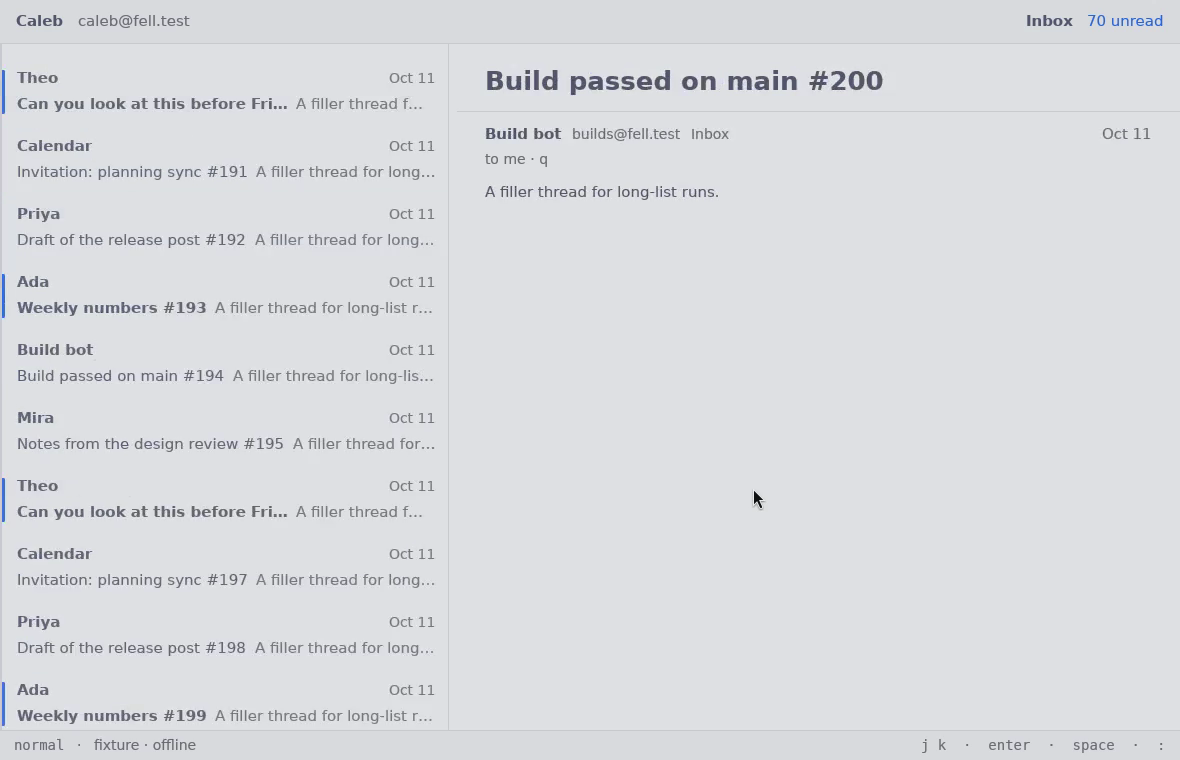 Caleb caleb@fell.test
Inbox 70 unread
Theo Oct 11
Can you look at this before Fri… A filler thread f…
Calendar Oct 11
Invitation: planning sync #191 A filler thread for long…
Priya Oct 11
Draft of the release post #192 A filler thread for long…
Ada Oct 11
Weekly numbers #193 A filler thread for long-list r…
Build bot Oct 11
Build passed on main #194 A filler thread for long-lis…
Mira Oct 11
Notes from the design review #195 A filler thread for…
Theo Oct 11
Can you look at this before Fri… A filler thread f…
Calendar Oct 11
Invitation: planning sync #197 A filler thread for long…
Priya Oct 11
Draft of the release post #198 A filler thread for long…
Ada Oct 11
Weekly numbers #199 A filler thread for long-list r…
Build passed on main #200
Build bot builds@fell.test Inbox Oct 11
to me · q
A filler thread for long-list runs.
normal · fixture · offline
j k · enter · space · :